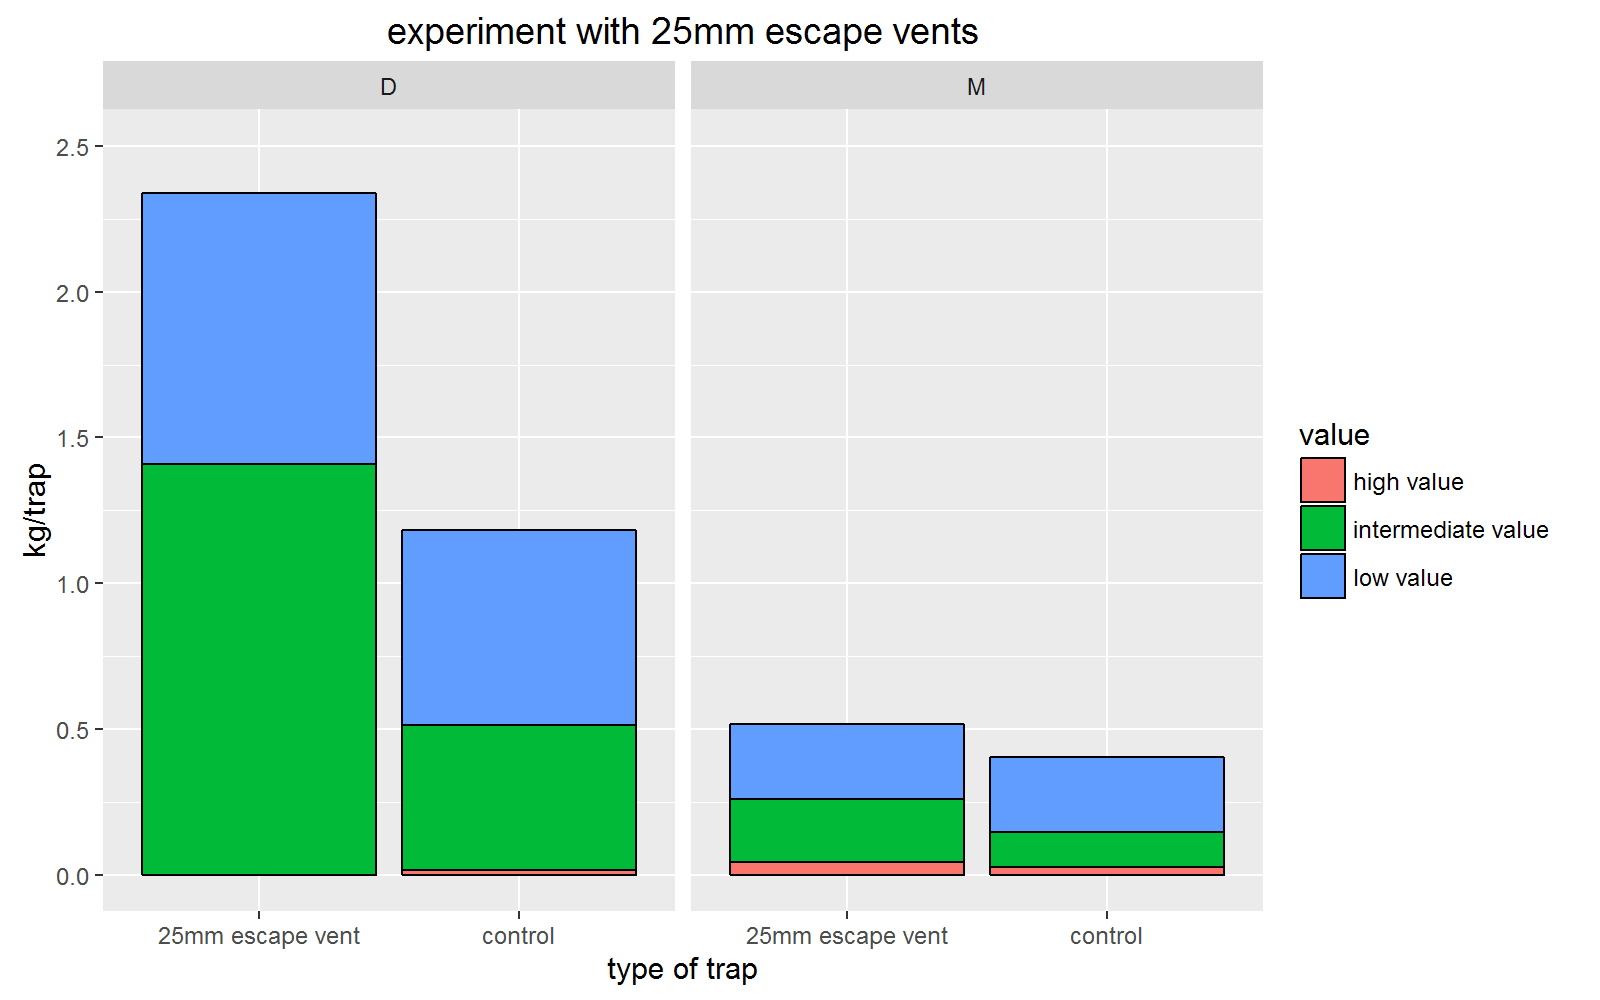 experiment with 25mm escape vents
D
M
2.5
2.0
1.5
1.0
0.5
0.0
kg/trap
25mm escape vent
control
25mm escape vent
control
type of trap
value
high value
intermediate value
low value